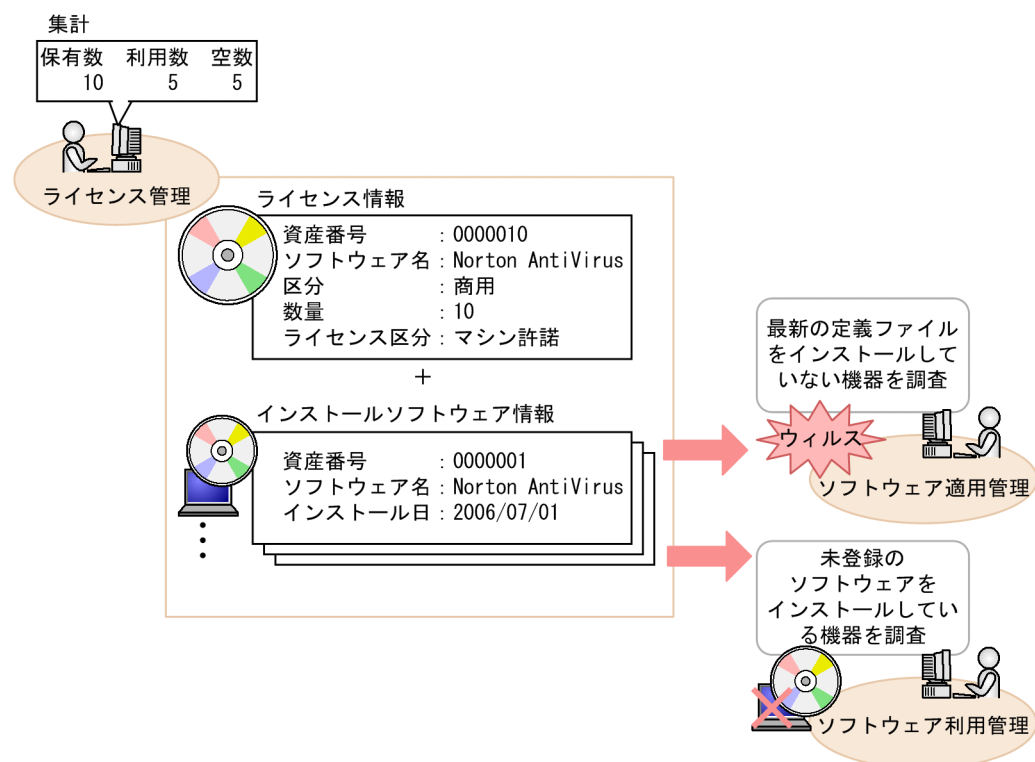 集計
保有数 利用数 空数
10 5 5
ライセンス管理
ライセンス情報
資産番号 : 0000010
ソフトウェア名 : Norton AntiVirus
区分 : 商用
数量 : 10
ライセンス区分 : マシン許諾
+
インストールソフトウェア情報
資産番号 : 0000001
ソフトウェア名 : Norton AntiVirus
インストール日 : 2006/07/01
最新の定義ファイル
をインストールして
いない機器を調査
ウィルス
ソフトウェア適用管理
未登録の
ソフトウェアを
インストールしてい
る機器を調査
ソフトウェア利用管理